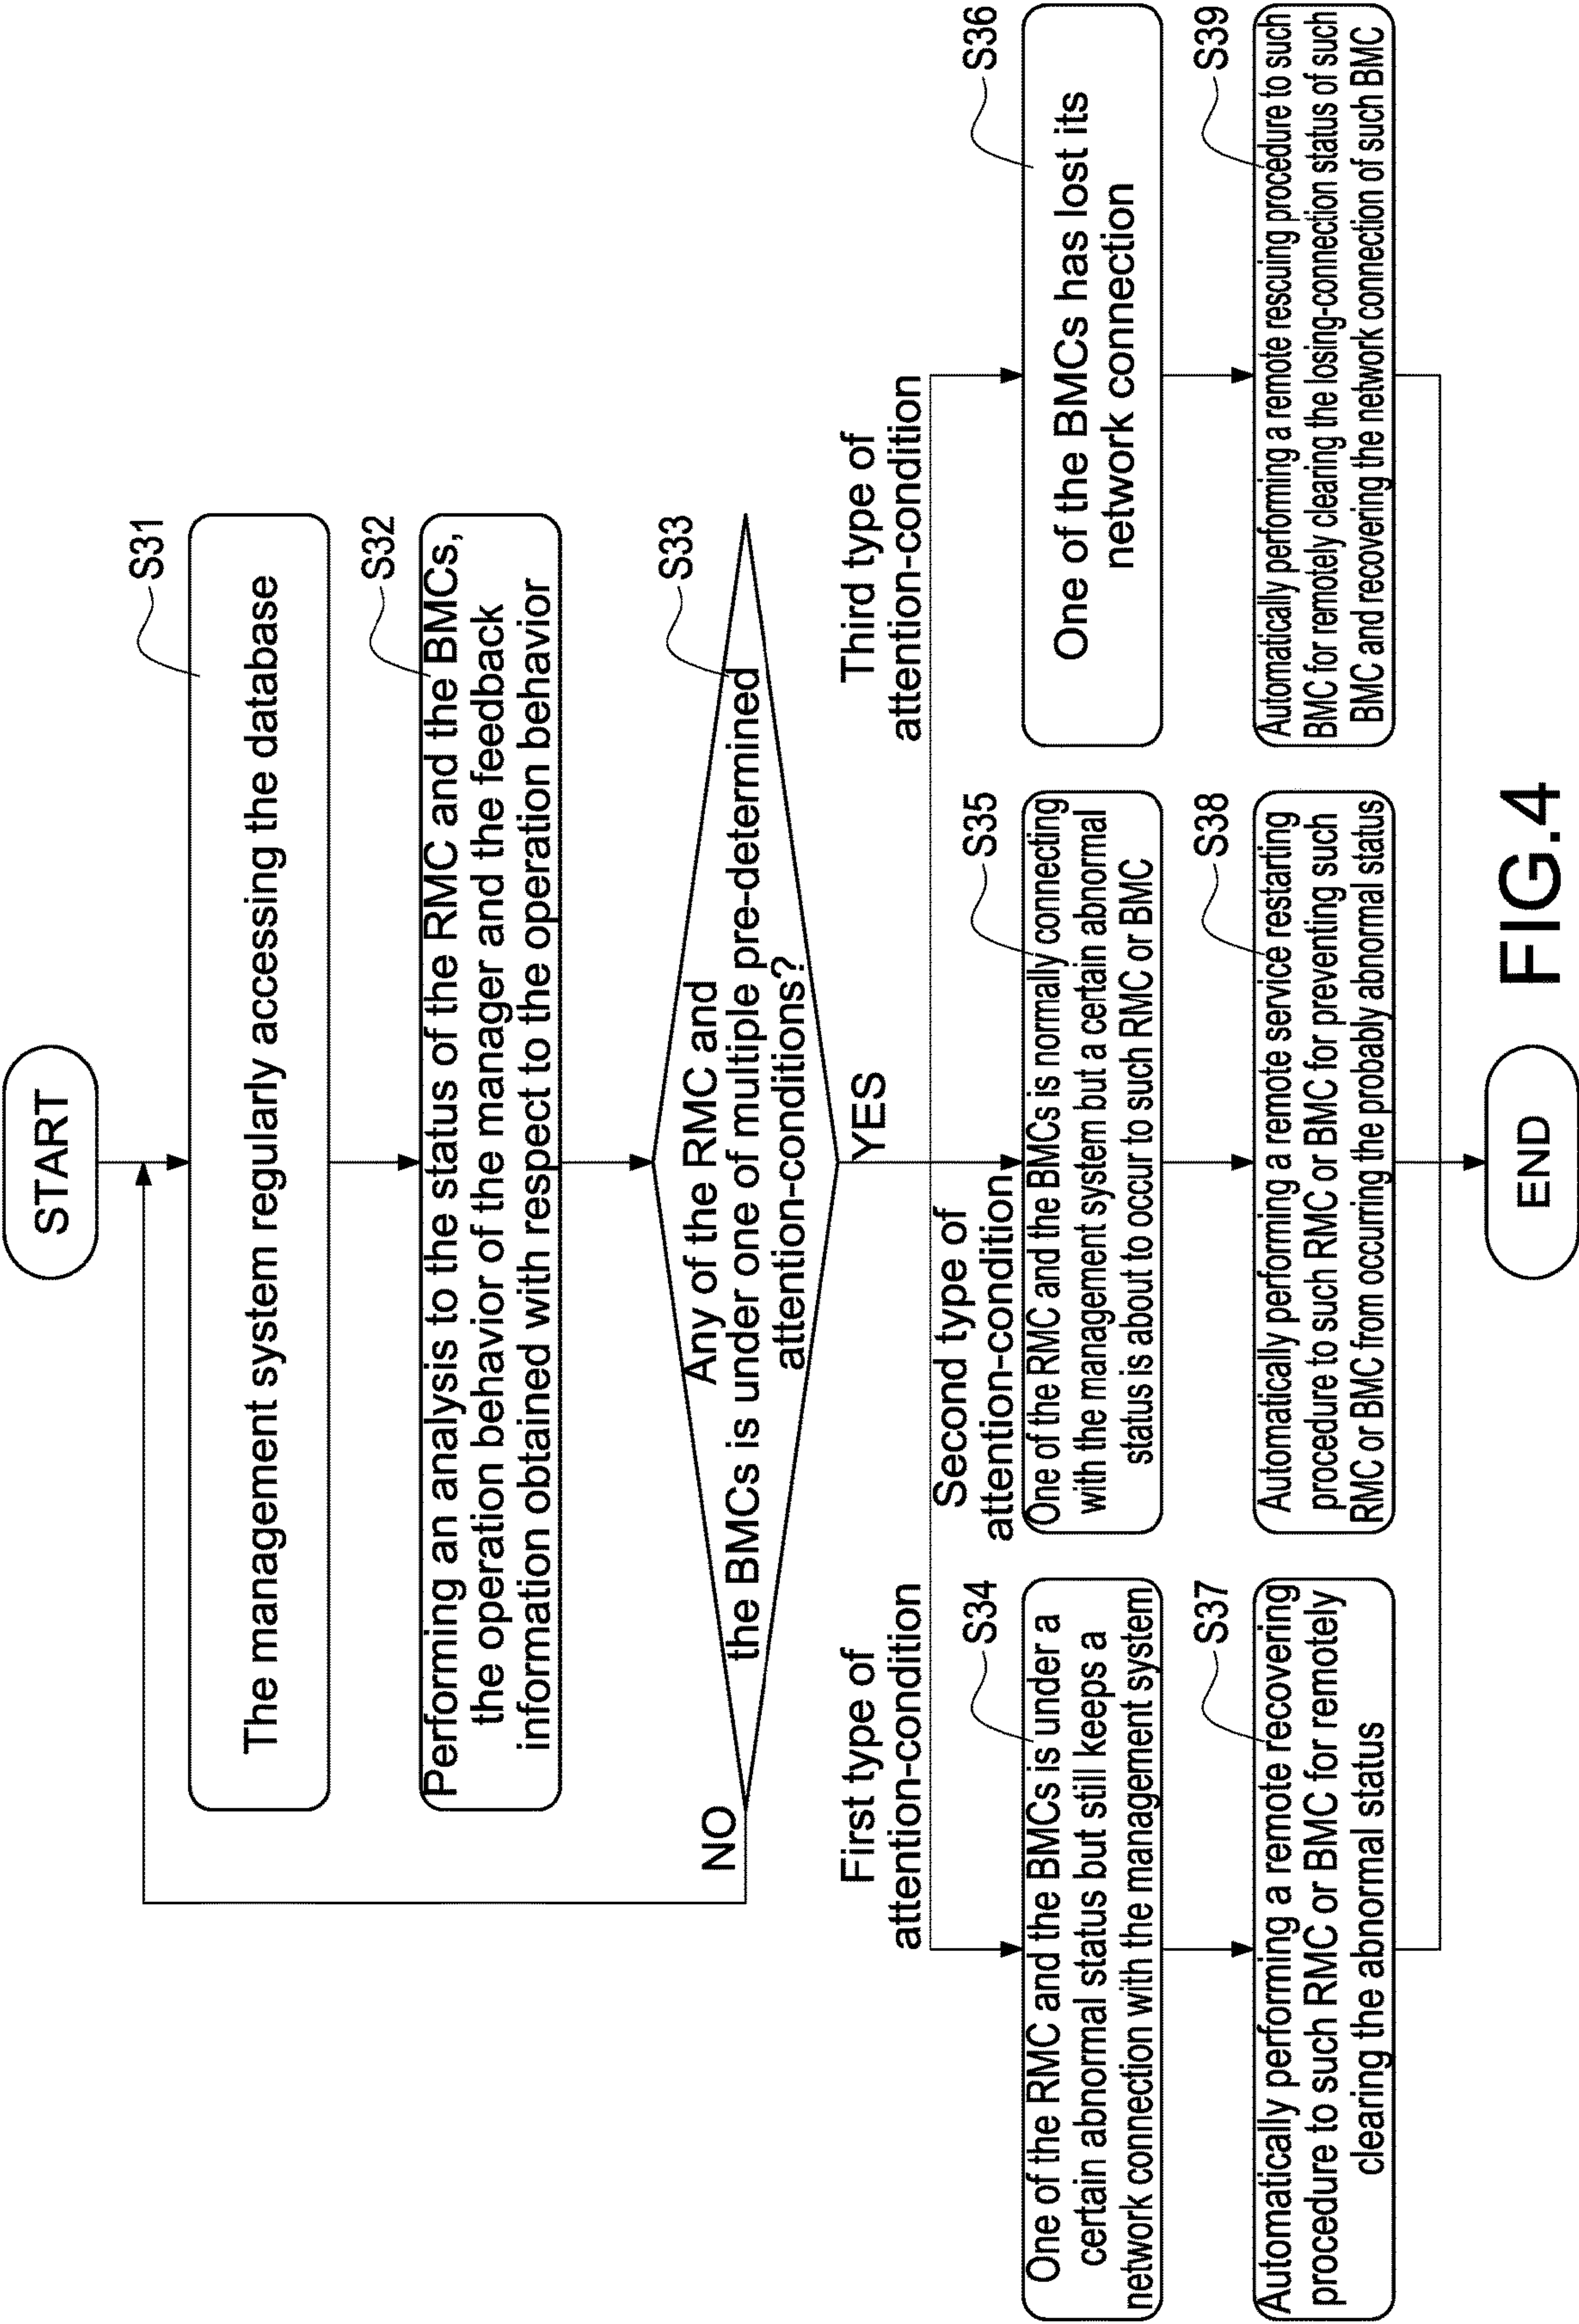 START
S31
The management system regularly accessing the database
S32
Performing an analysis to the status of the RMC and the BMCs,
the operation behavior of the manager and the feedback
information obtained with respect to the operation behavior
S33
Any of the RMC and
the BMCs is under one of multiple pre-determined
attention-conditions?
NO
YES
First type of
attention-condition
Second type of
attention-condition
Third type of
attention-condition
S34
One of the RMC and the BMCs is under a
certain abnormal status but still keeps a
network connection with the management system
S35
One of the RMC and the BMCs is normally connecting
with the management system but a certain abnormal
status is about to occur to such RMC or BMC
S36
One of the BMCs has lost its
network connection
S37
Automatically performing a remote recovering
procedure to such RMC or BMC for remotely
clearing the abnormal status
S38
Automatically performing a remote service restarting
procedure to such RMC or BMC for preventing such
RMC or BMC from occurring the probably abnormal status
S39
Automatically performing a remote rescuing procedure to such
BMC for remotely clearing the losing-connection status of such
BMC and recovering the network connection of such BMC
END
FIG.4